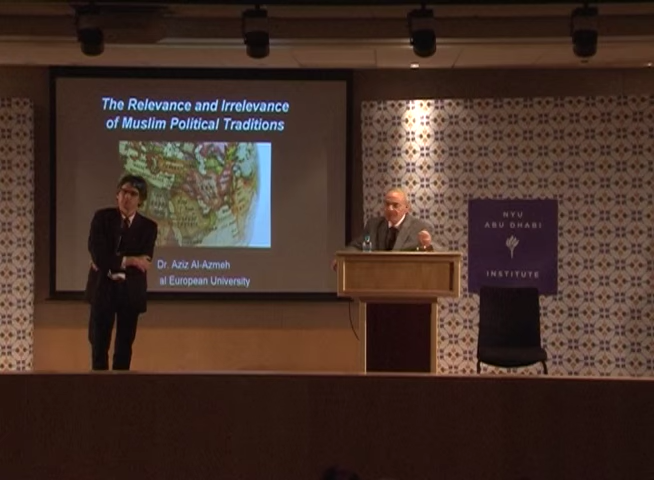 The Relevance and Irrelevance
of Muslim Political Traditions
Dr. Aziz Al-Azmeh
al European University
NYU
ABU DHABI
INSTITUTE